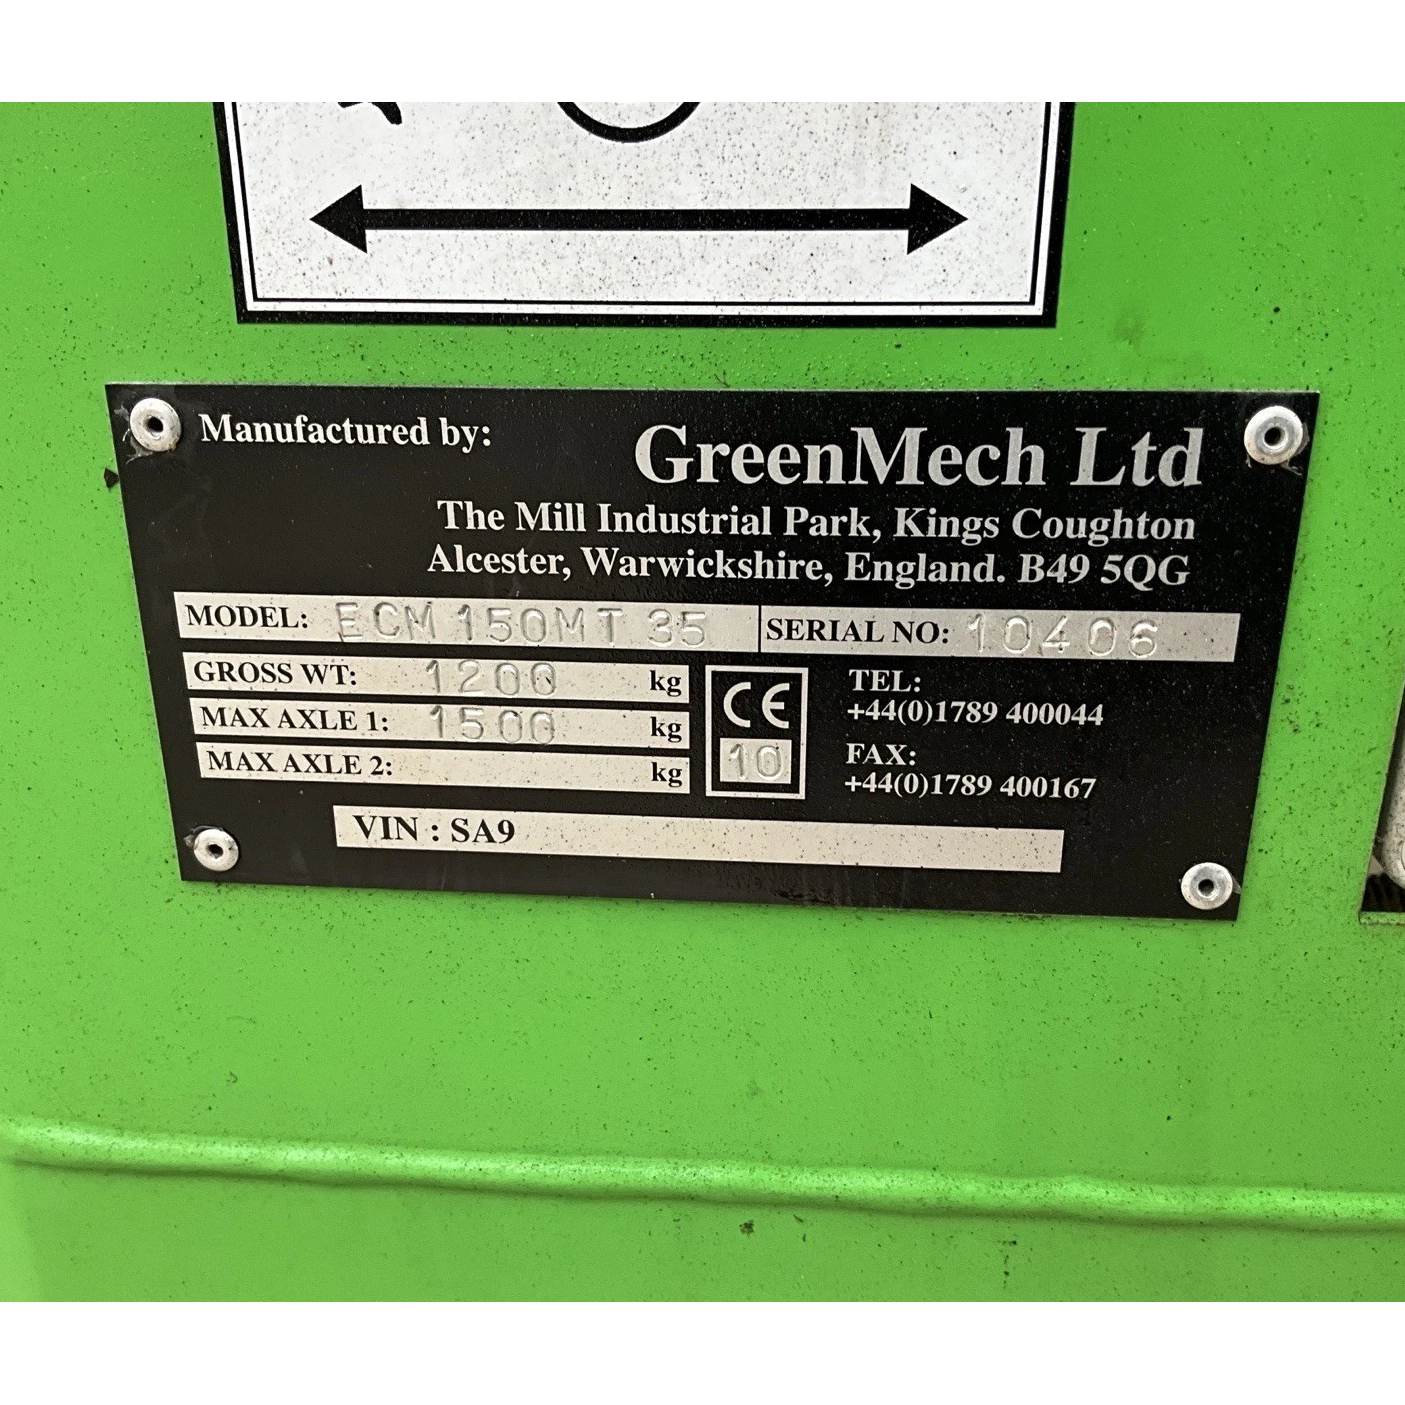 Manufactured by:
GreenMech Ltd
The Mill Industrial Park, Kings Coughton
Alcester, Warwickshire, England. B49 5QG
MODEL: ECM 150MT 35 SERIAL NO: 10406
GROSS WT: 1200 kg
MAX AXLE 1: 1500 kg
MAX AXLE 2: kg
CE
10
TEL:
+44(0)1789 400044
FAX:
+44(0)1789 400167
VIN : SA9